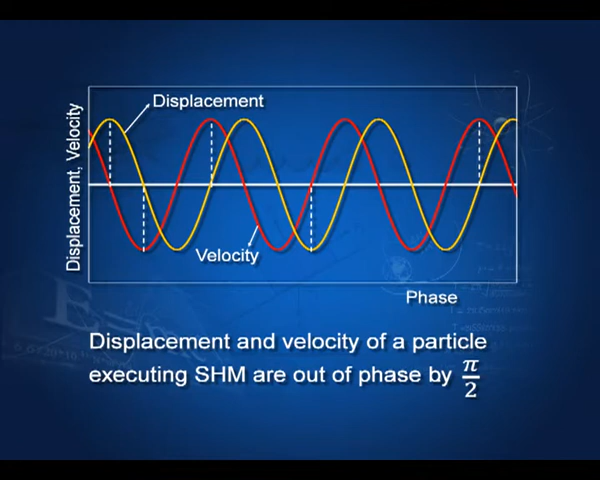 Displacement
Displacement, Velocity
Velocity
Phase
Displacement and velocity of a particle
executing SHM are out of phase by π/2